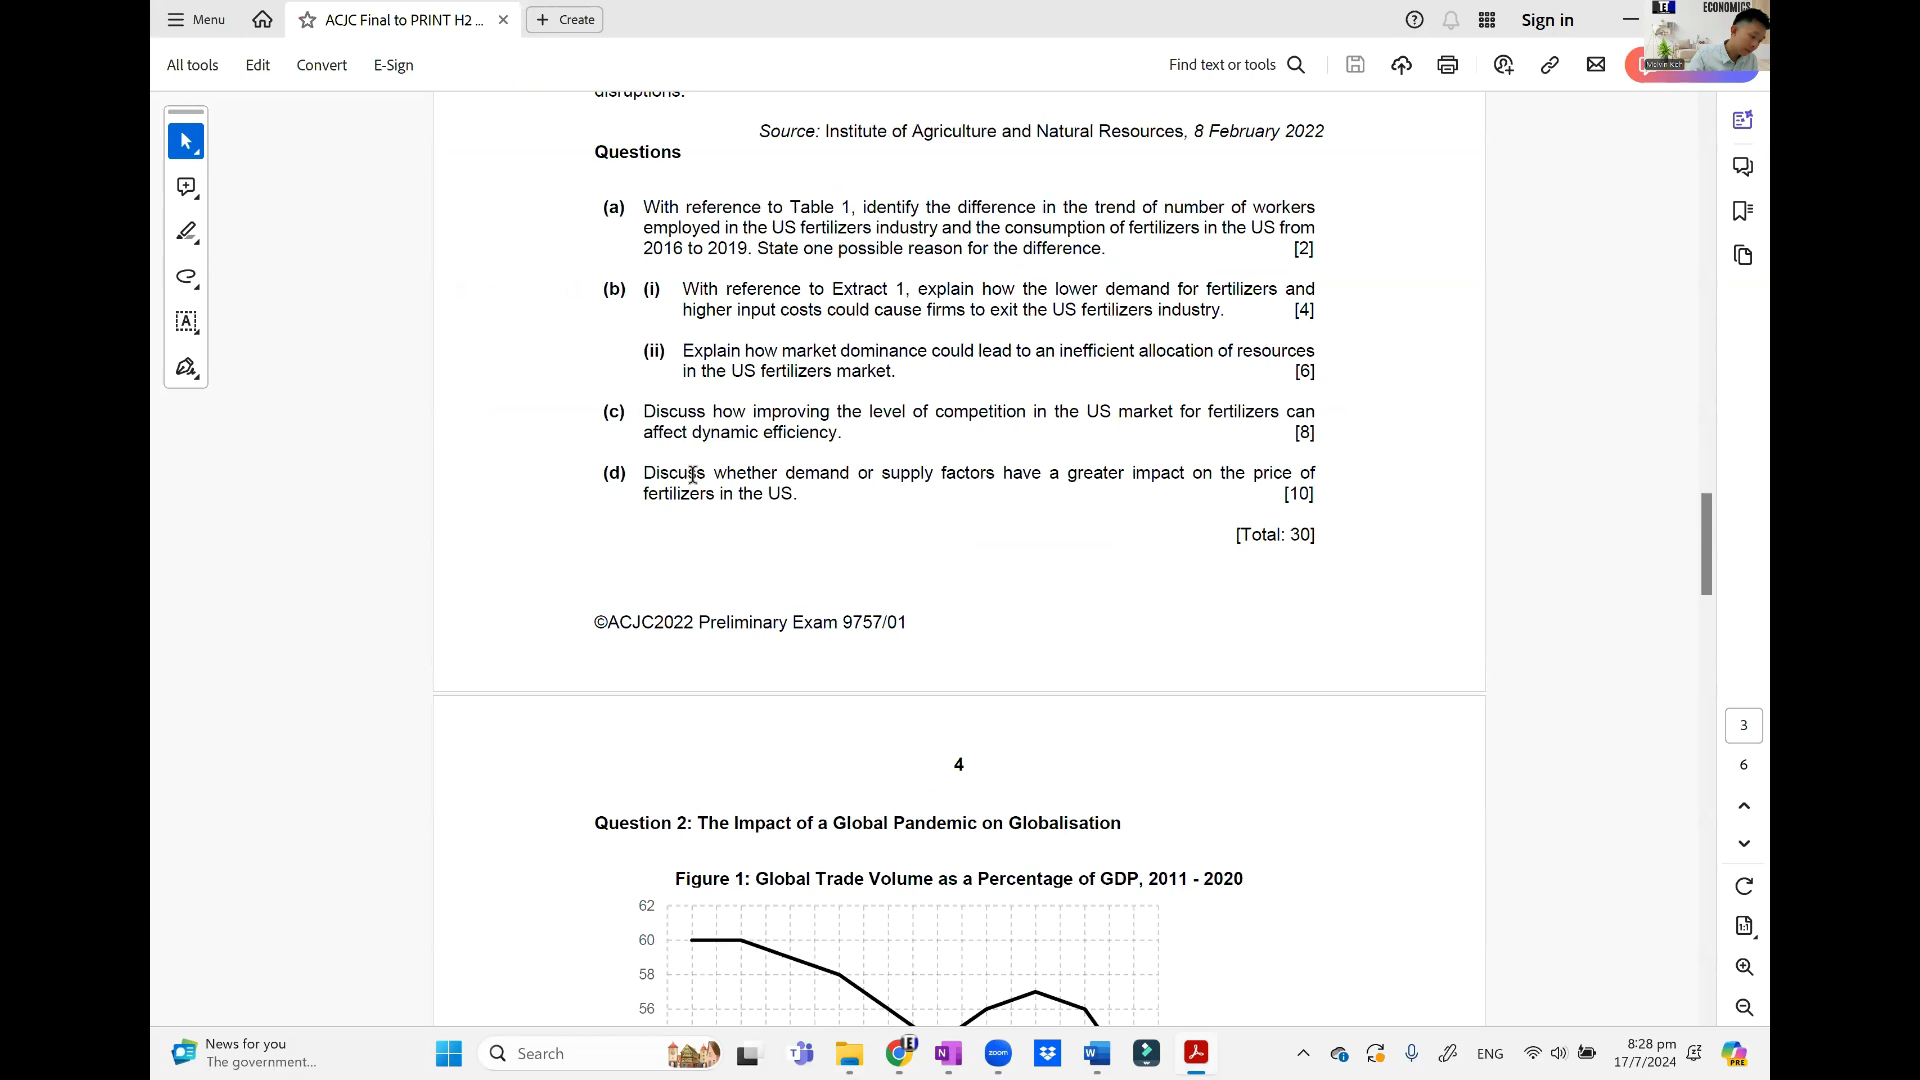 Menu
ACJC Final to PRINT H2 ...
Create
Sign in
ECONOMICS
Melvin Koh
All tools
Edit
Convert
E-Sign
Find text or tools
disruptions.
Source: Institute of Agriculture and Natural Resources, 8 February 2022
Questions
(a) With reference to Table 1, identify the difference in the trend of number of workers
employed in the US fertilizers industry and the consumption of fertilizers in the US from
2016 to 2019. State one possible reason for the difference. [2]
(b) (i) With reference to Extract 1, explain how the lower demand for fertilizers and
higher input costs could cause firms to exit the US fertilizers industry. [4]
(ii) Explain how market dominance could lead to an inefficient allocation of resources
in the US fertilizers market. [6]
(c) Discuss how improving the level of competition in the US market for fertilizers can
affect dynamic efficiency. [8]
(d) Discuss whether demand or supply factors have a greater impact on the price of
fertilizers in the US. [10]
[Total: 30]
©ACJC2022 Preliminary Exam 9757/01
3
6
4
Question 2: The Impact of a Global Pandemic on Globalisation
Figure 1: Global Trade Volume as a Percentage of GDP, 2011 - 2020
62
60
58
56
News for you
The government...
Search
zoom
ENG
8:28 pm
17/7/2024
PRE